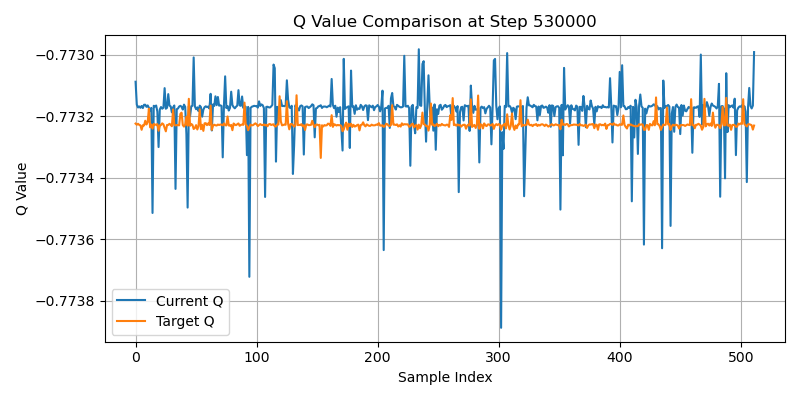 Q Value Comparison at Step 530000
−0.7730
−0.7732
−0.7734
−0.7736
−0.7738
Q Value
Current Q
Target Q
0 100 200 300 400 500
Sample Index